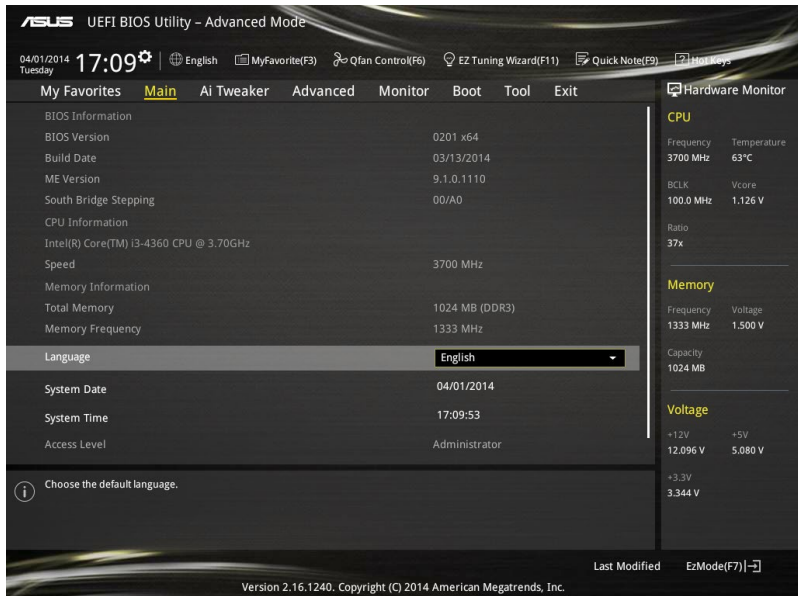 ASUS UEFI BIOS Utility – Advanced Mode
04/01/2014 Tuesday 17:09 English MyFavorite(F3) Qfan Control(F6) EZ Tuning Wizard(F11) Quick Note(F9) ? Hot Keys
My Favorites Main Ai Tweaker Advanced Monitor Boot Tool Exit
BIOS Information
BIOS Version 0201 x64
Build Date 03/13/2014
ME Version 9.1.0.1110
South Bridge Stepping 00/A0
CPU Information
Intel(R) Core(TM) i3-4360 CPU @ 3.70GHz
Speed 3700 MHz
Memory Information
Total Memory 1024 MB (DDR3)
Memory Frequency 1333 MHz
Language English
System Date 04/01/2014
System Time 17:09:53
Access Level Administrator
i Choose the default language.
Hardware Monitor
CPU
Frequency Temperature
3700 MHz 63°C
BCLK Vcore
100.0 MHz 1.126 V
Ratio
37x
Memory
Frequency Voltage
1333 MHz 1.500 V
Capacity
1024 MB
Voltage
+12V +5V
12.096 V 5.080 V
+3.3V
3.344 V
Last Modified EzMode(F7)
Version 2.16.1240. Copyright (C) 2014 American Megatrends, Inc.